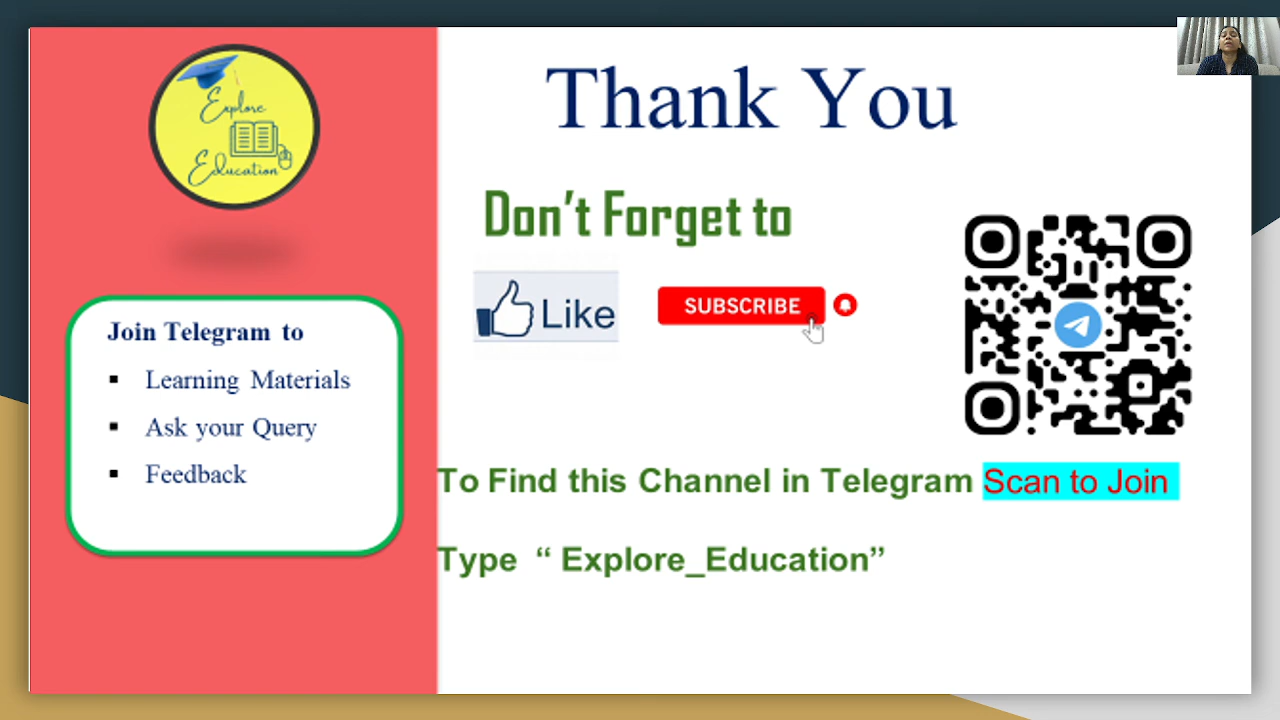 Explore
Education
Join Telegram to
Learning Materials
Ask your Query
Feedback
Thank You
Don't Forget to
Like
SUBSCRIBE
To Find this Channel in Telegram Scan to Join
Type “ Explore_Education”